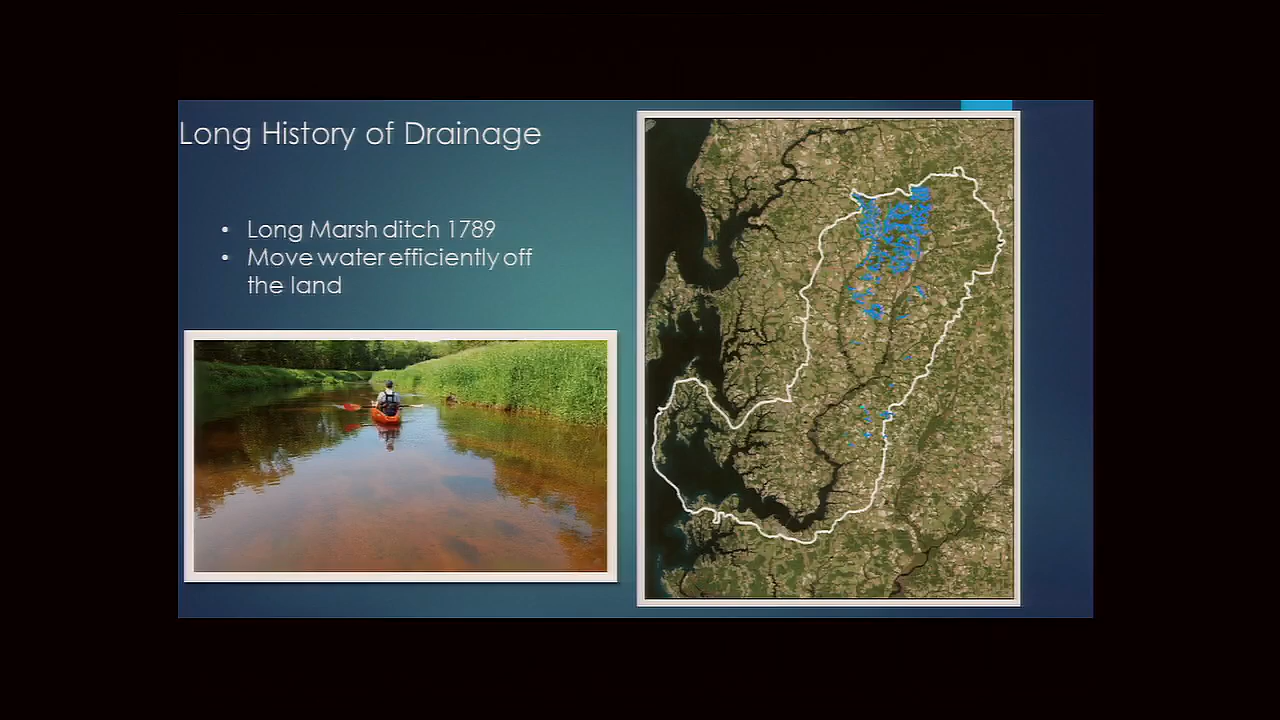 Long History of Drainage
• Long Marsh ditch 1789
• Move water efficiently off
the land